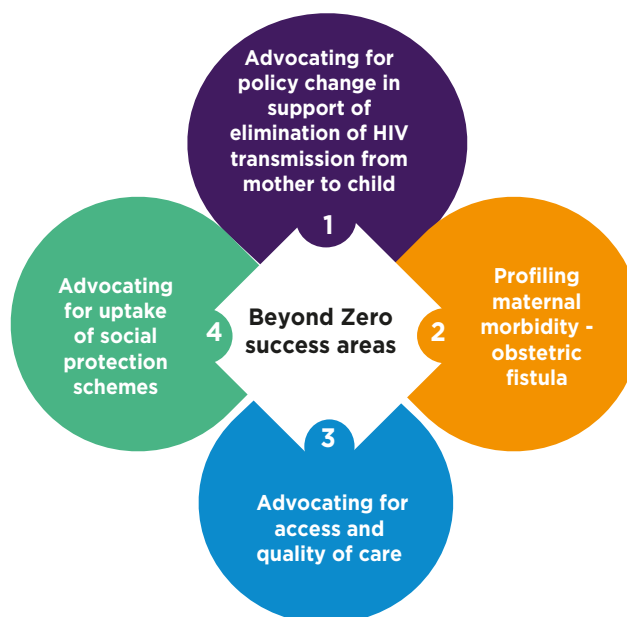 Advocating for
policy change in
support of
elimination of HIV
transmission from
mother to child
1
Profiling
maternal
morbidity -
obstetric
fistula
2
Advocating for
access and
quality of care
3
Advocating
for uptake
of social
protection
schemes
4
Beyond Zero
success areas